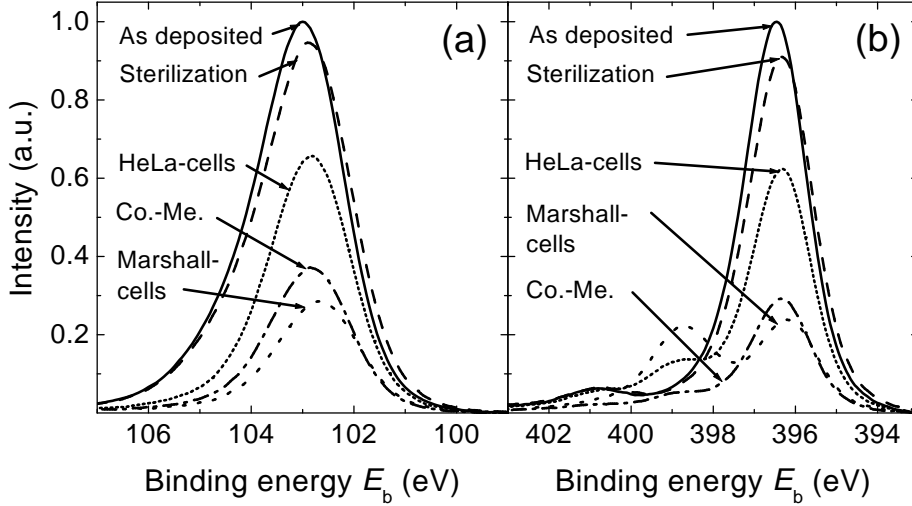 As deposited
(a)
Sterilization
HeLa-cells
Co.-Me.
Marshall-
cells
As deposited
(b)
Sterilization
HeLa-cells
Marshall-
cells
Co.-Me.
Intensity (a.u.)
1.0
0.8
0.6
0.4
0.2
106 104 102 100
402 400 398 396 394
Binding energy E_b (eV)
Binding energy E_b (eV)